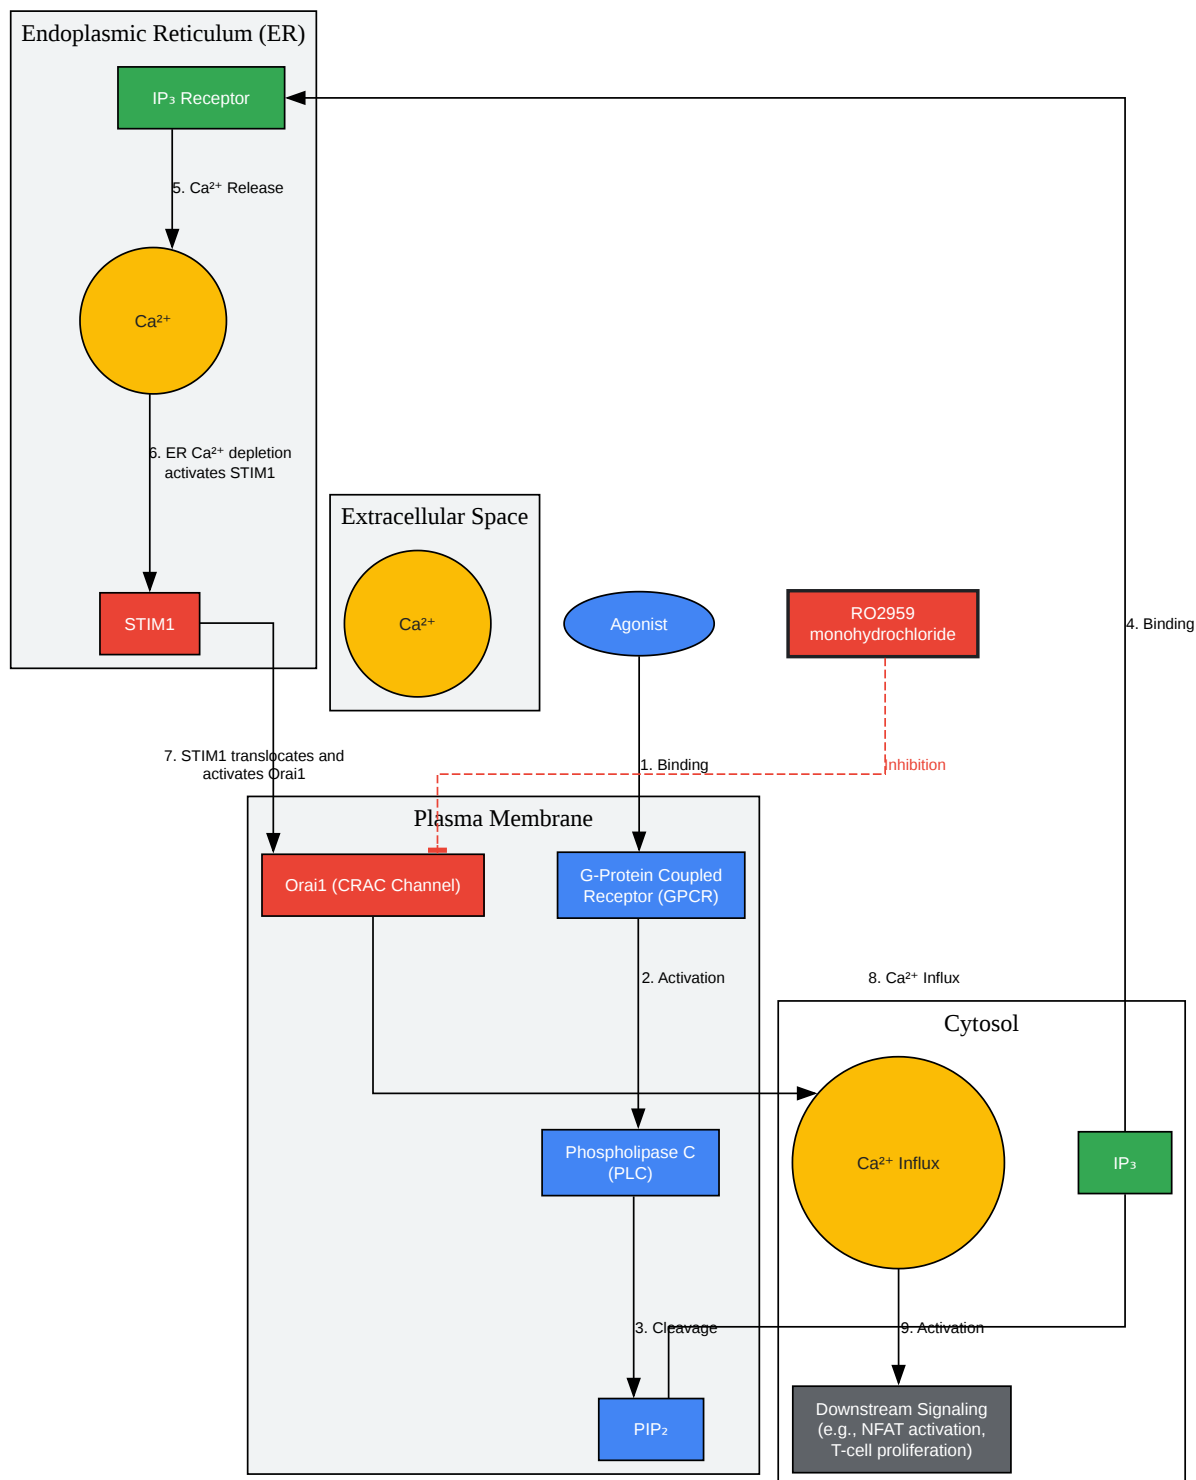 Endoplasmic Reticulum (ER)
IP₃ Receptor
5. Ca²⁺ Release
Ca²⁺
6. ER Ca²⁺ depletion
activates STIM1
STIM1
Extracellular Space
Ca²⁺
Agonist
RO2959
monohydrochloride
4. Binding
7. STIM1 translocates and
activates Orai1
1. Binding
Inhibition
Plasma Membrane
Orai1 (CRAC Channel)
G-Protein Coupled
Receptor (GPCR)
2. Activation
8. Ca²⁺ Influx
Cytosol
Phospholipase C
(PLC)
Ca²⁺ Influx
IP₃
3. Cleavage
9. Activation
PIP₂
Downstream Signaling
(e.g., NFAT activation,
T-cell proliferation)